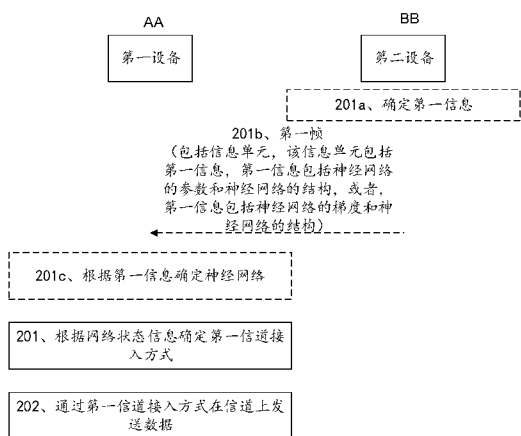 AA
BB
第一设备
第二设备
201a、确定第一信息
201b、第一帧
（包括信息单元，该信息单元包括
第一信息，第一信息包括神经网络
的参数和神经网络的结构，或者，
第一信息包括神经网络的梯度和神
经网络的结构）
201c、根据第一信息确定神经网络
201、根据网络状态信息确定第一信道接
入方式
202、通过第一信道接入方式在信道上发
送数据